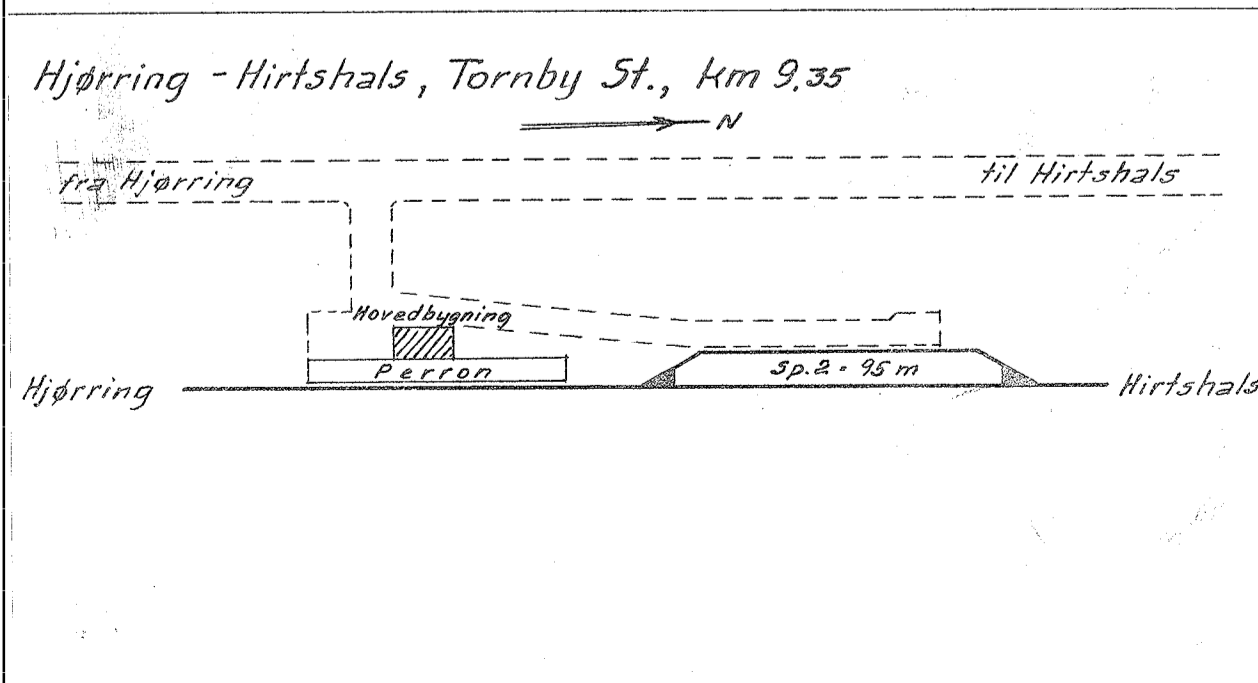 Hjørring - Hirtshals, Tornby St., km 9.35
N
fra Hjørring
til Hirtshals
Hovedbygning
Perron
Sp. 2 = 95 m
Hjørring
Hirtshals